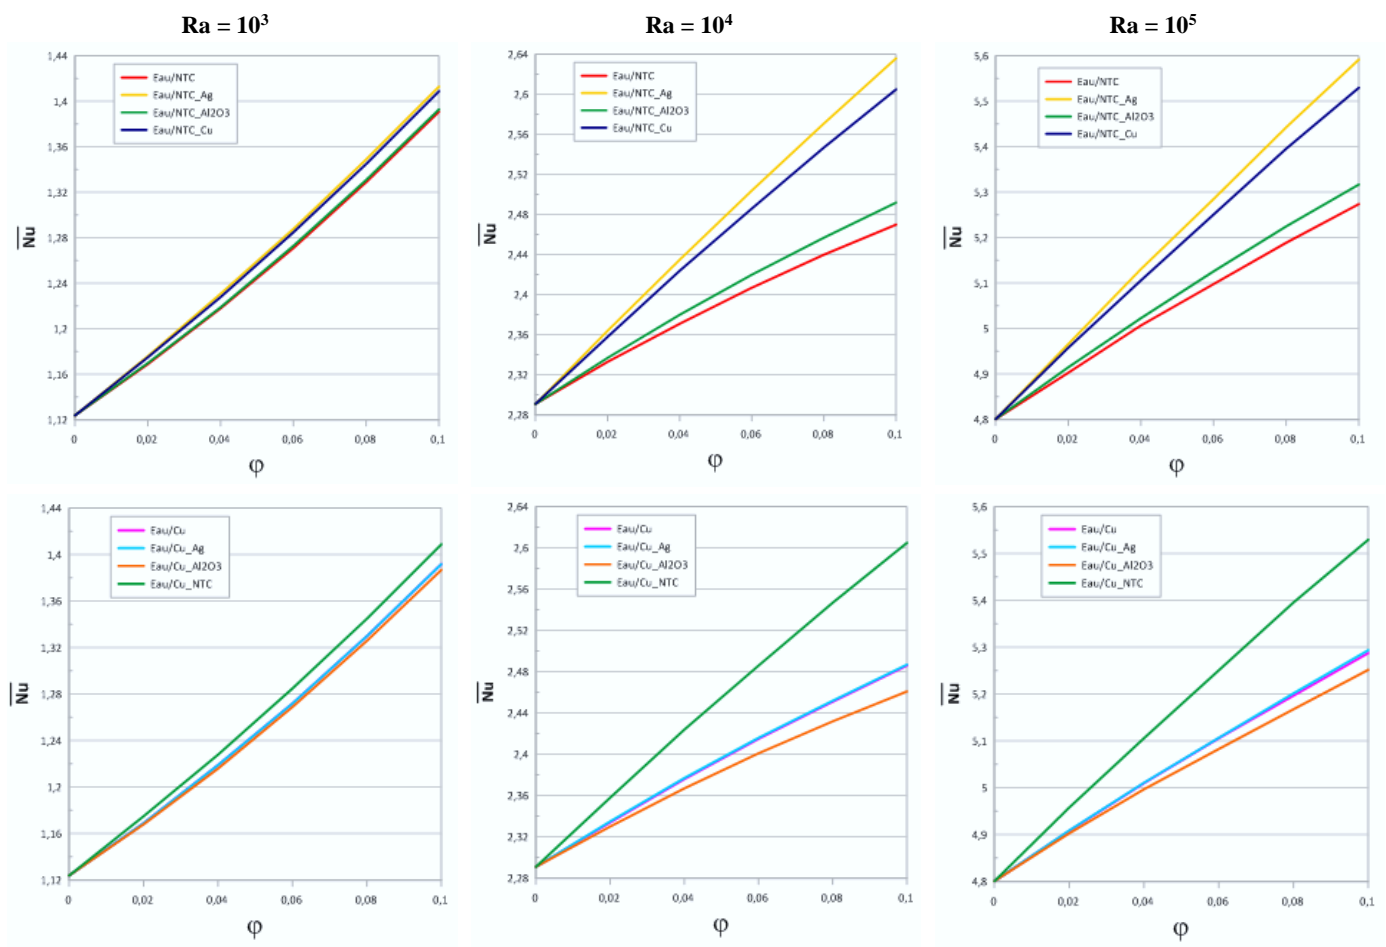 Ra = 10³
Ra = 10⁴
Ra = 10⁵
1,44
1,4
1,36
1,32
1,28
1,24
1,2
1,16
1,12
Nu
Eau/NTC
Eau/NTC_Ag
Eau/NTC_Al2O3
Eau/NTC_Cu
0 0,02 0,04 0,06 0,08 0,1
φ
2,64
2,6
2,56
2,52
2,48
2,44
2,4
2,36
2,32
2,28
Nu
Eau/NTC
Eau/NTC_Ag
Eau/NTC_Al2O3
Eau/NTC_Cu
0 0,02 0,04 0,06 0,08 0,1
φ
5,6
5,5
5,4
5,3
5,2
5,1
5
4,9
4,8
Nu
Eau/NTC
Eau/NTC_Ag
Eau/NTC_Al2O3
Eau/NTC_Cu
0 0,02 0,04 0,06 0,08 0,1
φ
1,44
1,4
1,36
1,32
1,28
1,24
1,2
1,16
1,12
Nu
Eau/Cu
Eau/Cu_Ag
Eau/Cu_Al2O3
Eau/Cu_NTC
0 0,02 0,04 0,06 0,08 0,1
φ
2,64
2,6
2,56
2,52
2,48
2,44
2,4
2,36
2,32
2,28
Nu
Eau/Cu
Eau/Cu_Ag
Eau/Cu_Al2O3
Eau/Cu_NTC
0 0,02 0,04 0,06 0,08 0,1
φ
5,6
5,5
5,4
5,3
5,2
5,1
5
4,9
4,8
Nu
Eau/Cu
Eau/Cu_Ag
Eau/Cu_Al2O3
Eau/Cu_NTC
0 0,02 0,04 0,06 0,08 0,1
φ